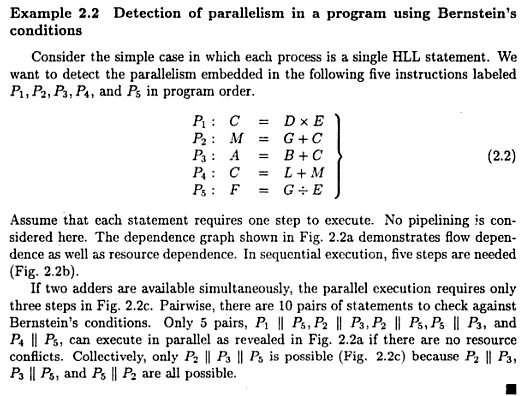 Example 2.2 Detection of parallelism in a program using Bernstein's
conditions
Consider the simple case in which each process is a single HLL statement. We
want to detect the parallelism embedded in the following five instructions labeled
P₁, P₂, P₃, P₄, and P₅ in program order.
P₁ : C = D × E
P₂ : M = G + C
P₃ : A = B + C
(2.2)
P₄ : C = L + M
P₅ : F = G ÷ E
Assume that each statement requires one step to execute. No pipelining is con-
sidered here. The dependence graph shown in Fig. 2.2a demonstrates flow depen-
dence as well as resource dependence. In sequential execution, five steps are needed
(Fig. 2.2b).
If two adders are available simultaneously, the parallel execution requires only
three steps in Fig. 2.2c. Pairwise, there are 10 pairs of statements to check against
Bernstein's conditions. Only 5 pairs, P₁ ∥ P₅, P₂ ∥ P₃, P₂ ∥ P₅, P₅ ∥ P₃, and
P₄ ∥ P₅, can execute in parallel as revealed in Fig. 2.2a if there are no resource
conflicts. Collectively, only P₂ ∥ P₃ ∥ P₅ is possible (Fig. 2.2c) because P₂ ∥ P₃,
P₃ ∥ P₅, and P₅ ∥ P₂ are all possible.